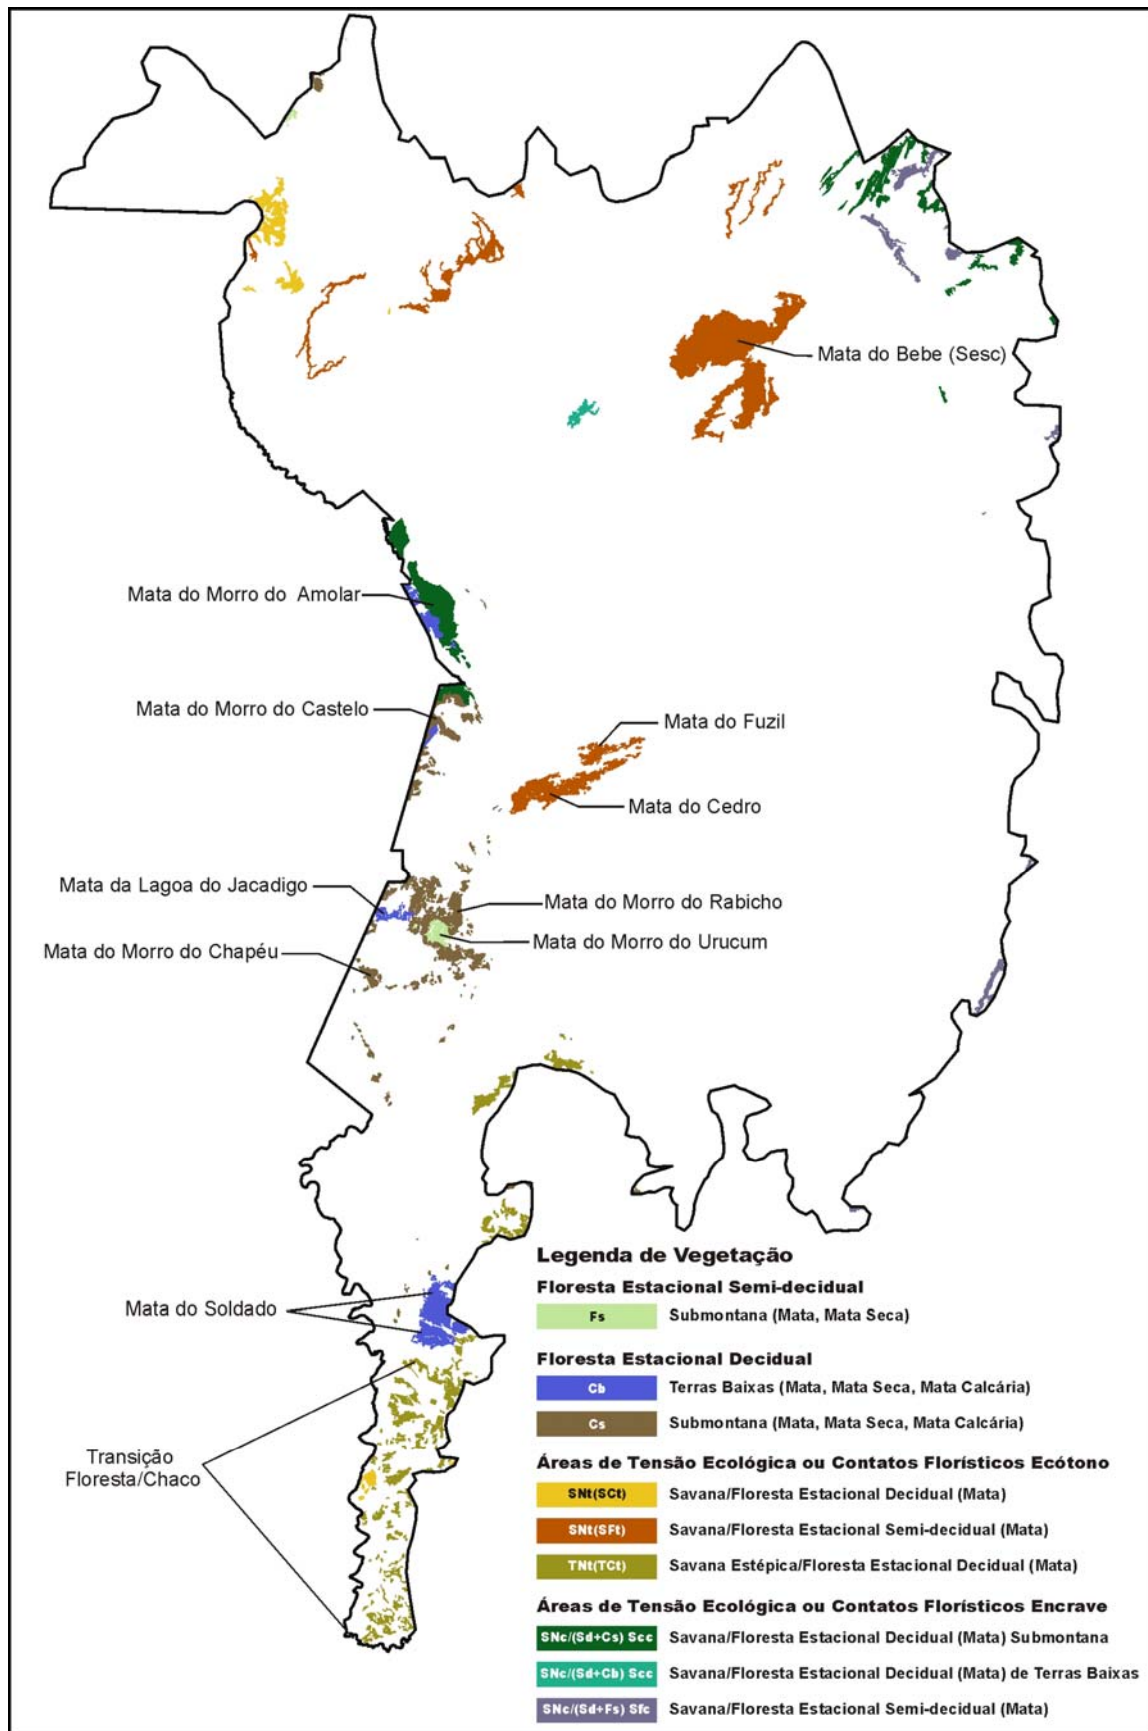 Mata do Bebe (Sesc)
Mata do Morro do Amolar
Mata do Morro do Castelo
Mata do Fuzil
Mata do Cedro
Mata da Lagoa do Jacadigo
Mata do Morro do Rabicho
Mata do Morro do Urucum
Mata do Morro do Chapéu
Mata do Soldado
Transição
Floresta/Chaco
Legenda de Vegetação
Floresta Estacional Semi-decidual
Fs Submontana (Mata, Mata Seca)
Floresta Estacional Decidual
Cb Terras Baixas (Mata, Mata Seca, Mata Calcária)
Cs Submontana (Mata, Mata Seca, Mata Calcária)
Áreas de Tensão Ecológica ou Contatos Florísticos Ecótono
SNt(SCt) Savana/Floresta Estacional Decidual (Mata)
SNt(SFt) Savana/Floresta Estacional Semi-decidual (Mata)
TNt(TCt) Savana Estépica/Floresta Estacional Decidual (Mata)
Áreas de Tensão Ecológica ou Contatos Florísticos Encrave
SNc/(Sd+Cs) Scc Savana/Floresta Estacional Decidual (Mata) Submontana
SNc/(Sd+Cb) Scc Savana/Floresta Estacional Decidual (Mata) de Terras Baixas
SNc/(Sd+Fs) Sfc Savana/Floresta Estacional Semi-decidual (Mata)